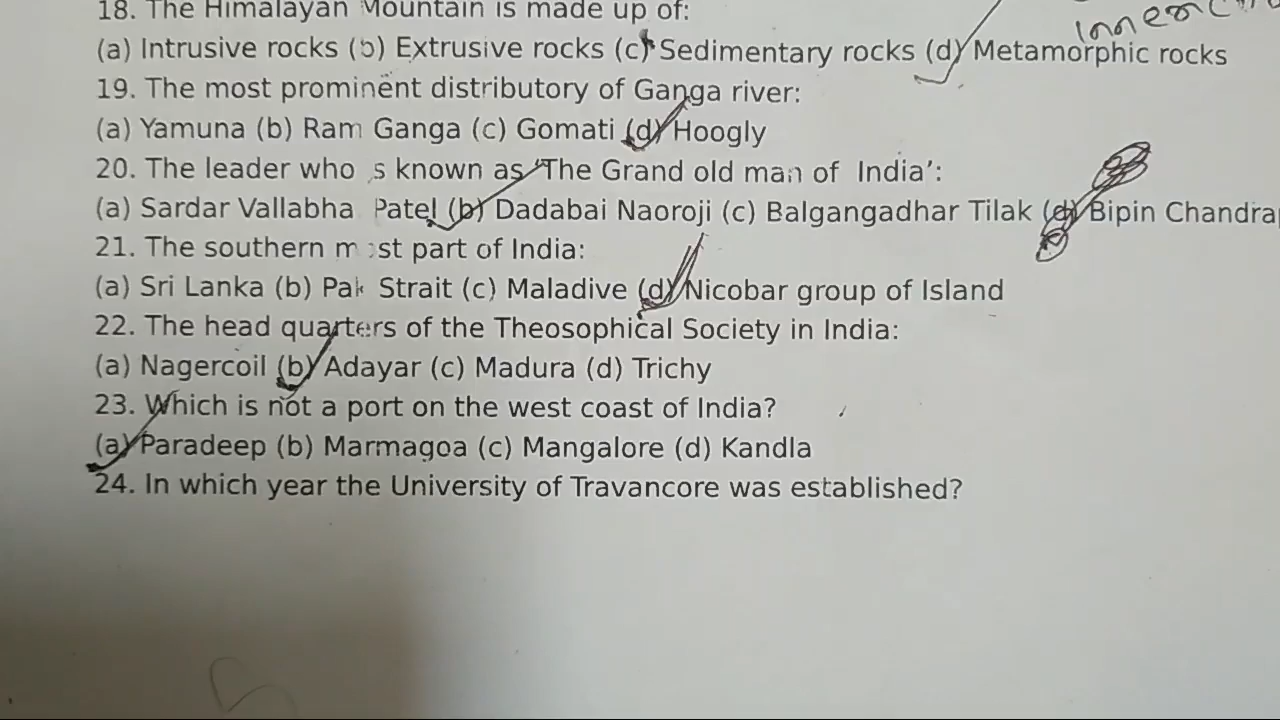 18. The Himalayan Mountain is made up of:
(a) Intrusive rocks (b) Extrusive rocks (c) Sedimentary rocks (d) Metamorphic rocks
19. The most prominent distributory of Ganga river:
(a) Yamuna (b) Ram Ganga (c) Gomati (d) Hoogly
20. The leader who s known as 'The Grand old man of India':
(a) Sardar Vallabha Patel (b) Dadabai Naoroji (c) Balgangadhar Tilak (d) Bipin Chandra
21. The southern most part of India:
(a) Sri Lanka (b) Pak Strait (c) Maladive (d) Nicobar group of Island
22. The head quarters of the Theosophical Society in India:
(a) Nagercoil (b) Adayar (c) Madura (d) Trichy
23. Which is not a port on the west coast of India?
(a) Paradeep (b) Marmagoa (c) Mangalore (d) Kandla
24. In which year the University of Travancore was established?